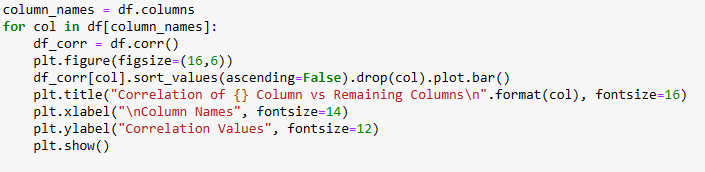 column_names = df.columns
for col in df[column_names]:
    df_corr = df.corr()
    plt.figure(figsize=(16,6))
    df_corr[col].sort_values(ascending=False).drop(col).plot.bar()
    plt.title("Correlation of {} Column vs Remaining Columns\n".format(col), fontsize=16)
    plt.xlabel("\nColumn Names", fontsize=14)
    plt.ylabel("Correlation Values", fontsize=12)
    plt.show()